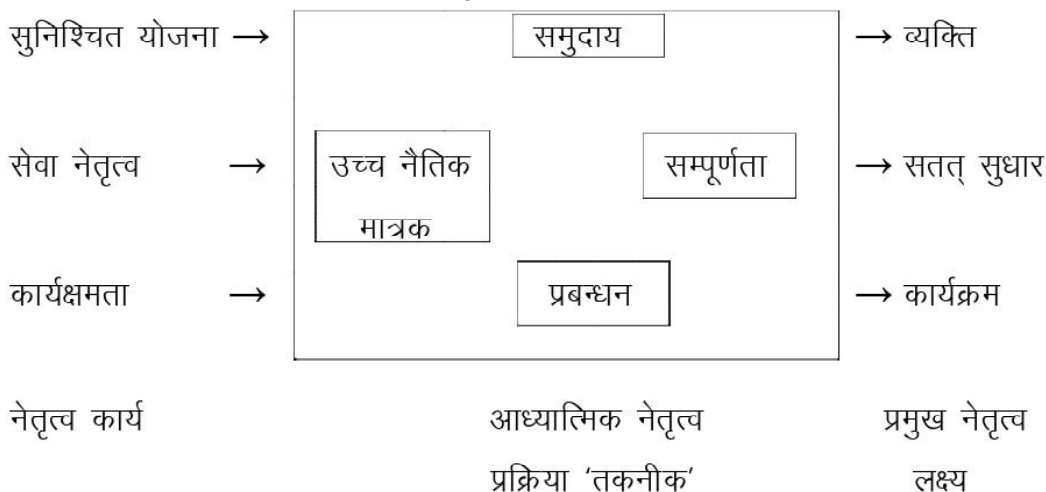 सुनिश्चित योजना → समुदाय → व्यक्ति
सेवा नेतृत्व → उच्च नैतिक सम्पूर्णता → सतत् सुधार
मात्रक
कार्यक्षमता → प्रबन्धन → कार्यक्रम
नेतृत्व कार्य आध्यात्मिक नेतृत्व प्रमुख नेतृत्व
प्रक्रिया ‘तकनीक’ लक्ष्य